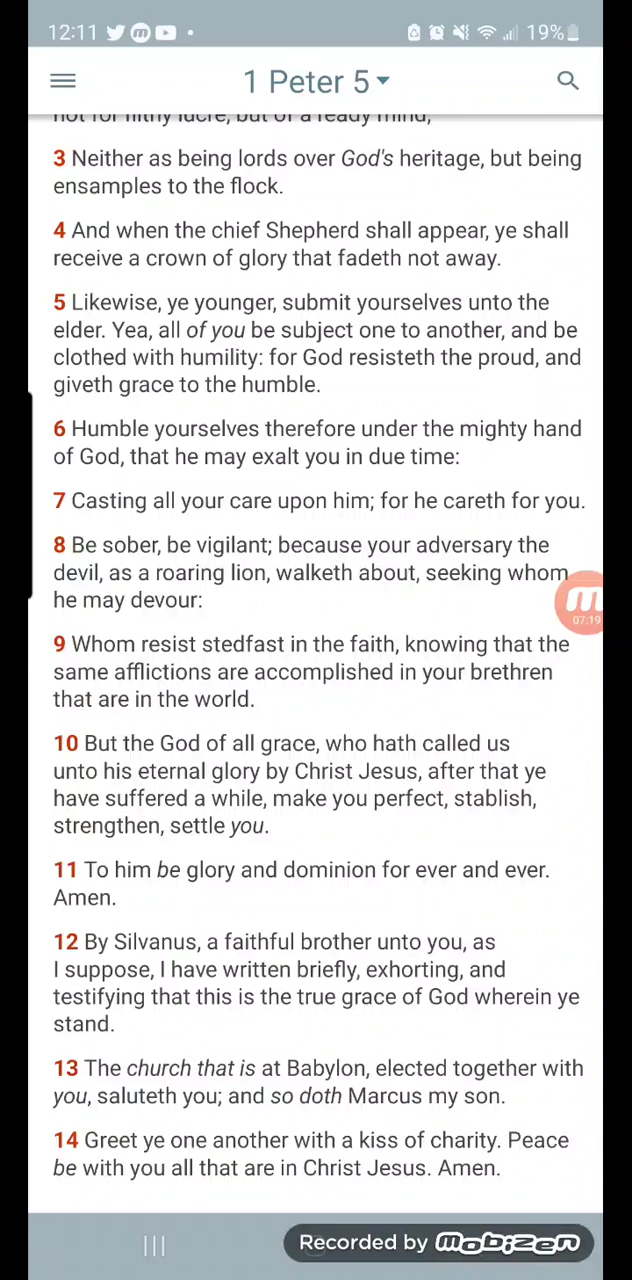 12:11 19%
1 Peter 5
not for filthy lucre, but of a ready mind;
3 Neither as being lords over God's heritage, but being
ensamples to the flock.
4 And when the chief Shepherd shall appear, ye shall
receive a crown of glory that fadeth not away.
5 Likewise, ye younger, submit yourselves unto the
elder. Yea, all of you be subject one to another, and be
clothed with humility: for God resisteth the proud, and
giveth grace to the humble.
6 Humble yourselves therefore under the mighty hand
of God, that he may exalt you in due time:
7 Casting all your care upon him; for he careth for you.
8 Be sober, be vigilant; because your adversary the
devil, as a roaring lion, walketh about, seeking whom
he may devour:
07:19
9 Whom resist stedfast in the faith, knowing that the
same afflictions are accomplished in your brethren
that are in the world.
10 But the God of all grace, who hath called us
unto his eternal glory by Christ Jesus, after that ye
have suffered a while, make you perfect, stablish,
strengthen, settle you.
11 To him be glory and dominion for ever and ever.
Amen.
12 By Silvanus, a faithful brother unto you, as
I suppose, I have written briefly, exhorting, and
testifying that this is the true grace of God wherein ye
stand.
13 The church that is at Babylon, elected together with
you, saluteth you; and so doth Marcus my son.
14 Greet ye one another with a kiss of charity. Peace
be with you all that are in Christ Jesus. Amen.
Recorded by mobizen